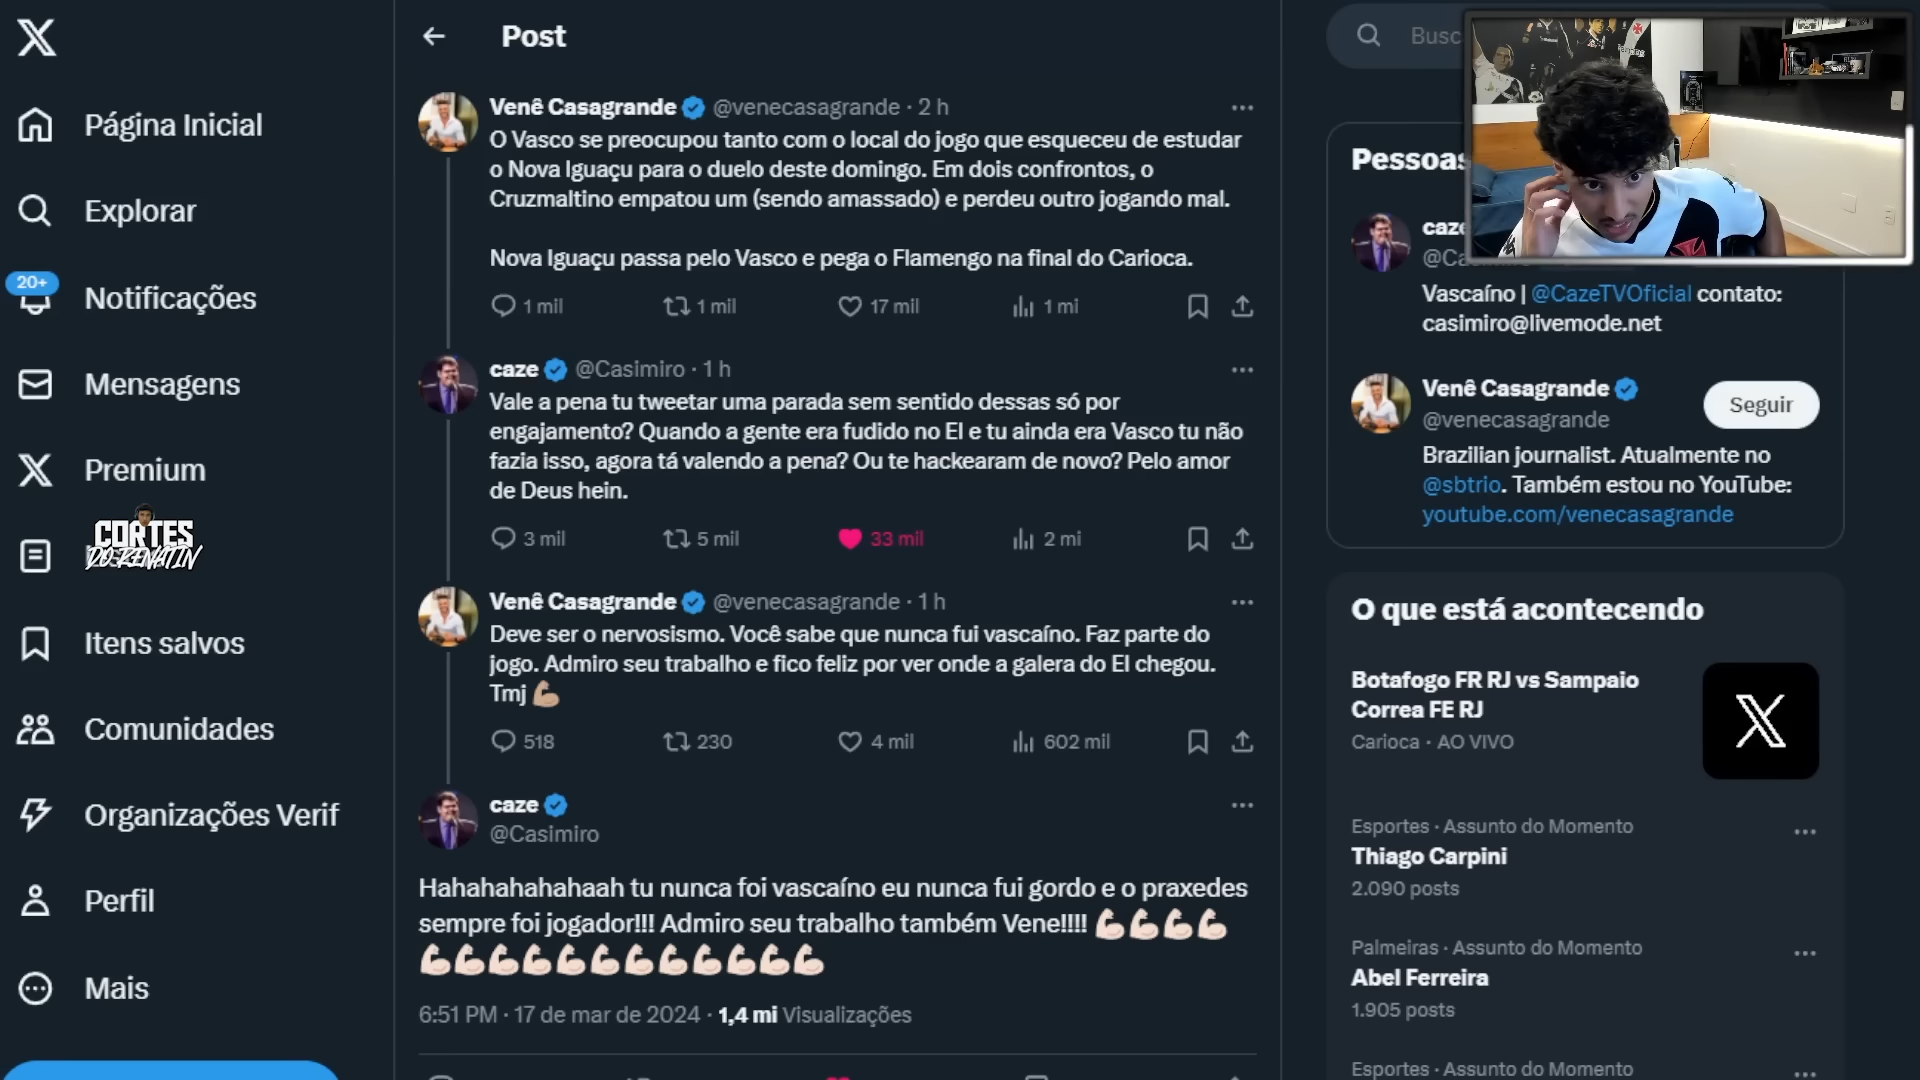 Post
Página Inicial
Explorar
20+
Notificações
Mensagens
Premium
CORTES
DO RENATIN
Itens salvos
Comunidades
Organizações Verif
Perfil
Mais
Venê Casagrande @venecasagrande · 2 h
O Vasco se preocupou tanto com o local do jogo que esqueceu de estudar
o Nova Iguaçu para o duelo deste domingo. Em dois confrontos, o
Cruzmaltino empatou um (sendo amassado) e perdeu outro jogando mal.
Nova Iguaçu passa pelo Vasco e pega o Flamengo na final do Carioca.
1 mil 1 mil 17 mil 1 mi
caze @Casimiro · 1 h
Vale a pena tu tweetar uma parada sem sentido dessas só por
engajamento? Quando a gente era fudido no EI e tu ainda era Vasco tu não
fazia isso, agora tá valendo a pena? Ou te hackearam de novo? Pelo amor
de Deus hein.
3 mil 5 mil 33 mil 2 mi
Venê Casagrande @venecasagrande · 1 h
Deve ser o nervosismo. Você sabe que nunca fui vascaíno. Faz parte do
jogo. Admiro seu trabalho e fico feliz por ver onde a galera do EI chegou.
Tmj 💪🏽
518 230 4 mil 602 mil
caze
@Casimiro
Hahahahahahaah tu nunca foi vascaíno eu nunca fui gordo e o praxedes
sempre foi jogador!!! Admiro seu trabalho também Vene!!!! 💪🏻💪🏻💪🏻💪🏻
💪🏻💪🏻💪🏻💪🏻💪🏻💪🏻💪🏻💪🏻💪🏻💪🏻💪🏻💪🏻
6:51 PM · 17 de mar de 2024 · 1,4 mi Visualizações
Busc
Pessoas
caze
@Ca
Vascaíno | @CazeTVOficial contato:
casimiro@livemode.net
Venê Casagrande
@venecasagrande
Seguir
Brazilian journalist. Atualmente no
@sbtrio. Também estou no YouTube:
youtube.com/venecasagrande
O que está acontecendo
Botafogo FR RJ vs Sampaio
Correa FE RJ
Carioca · AO VIVO
Esportes · Assunto do Momento
Thiago Carpini
2.090 posts
Palmeiras · Assunto do Momento
Abel Ferreira
1.905 posts
Esportes · Assunto do Momento